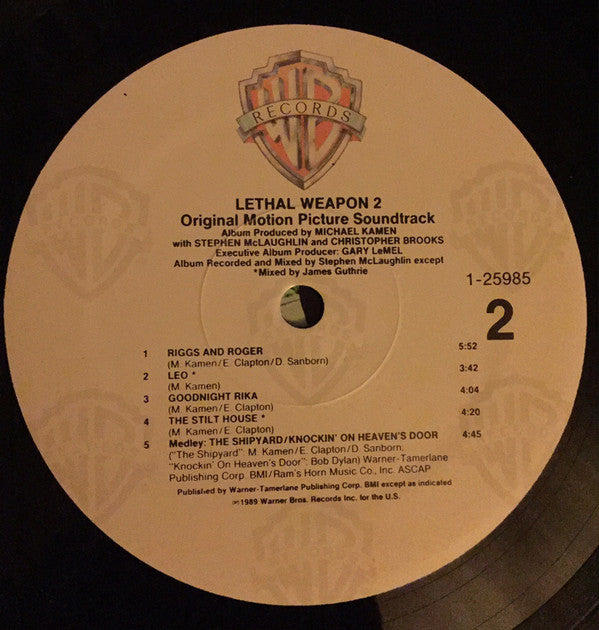 WB
RECORDS
LETHAL WEAPON 2
Original Motion Picture Soundtrack
Album Produced by MICHAEL KAMEN
with STEPHEN McLAUGHLIN and CHRISTOPHER BROOKS
Executive Album Producer: GARY LeMEL
Album Recorded and Mixed by Stephen McLaughlin except
*Mixed by James Guthrie
1-25985
2
1 RIGGS AND ROGER 5:52
(M. Kamen/E. Clapton/D. Sanborn)
2 LEO * 3:42
(M. Kamen)
3 GOODNIGHT RIKA 4:04
(M. Kamen/E. Clapton)
4 THE STILT HOUSE * 4:20
(M. Kamen/E. Clapton)
5 Medley: THE SHIPYARD/KNOCKIN' ON HEAVEN'S DOOR 4:45
("The Shipyard": M. Kamen/E. Clapton/D. Sanborn;
"Knockin' On Heaven's Door": Bob Dylan) Warner-Tamerlane
Publishing Corp. BMI/Ram's Horn Music Co., Inc. ASCAP
Published by Warner-Tamerlane Publishing Corp. BMI except as indicated
℗1989 Warner Bros. Records Inc. for the U.S.